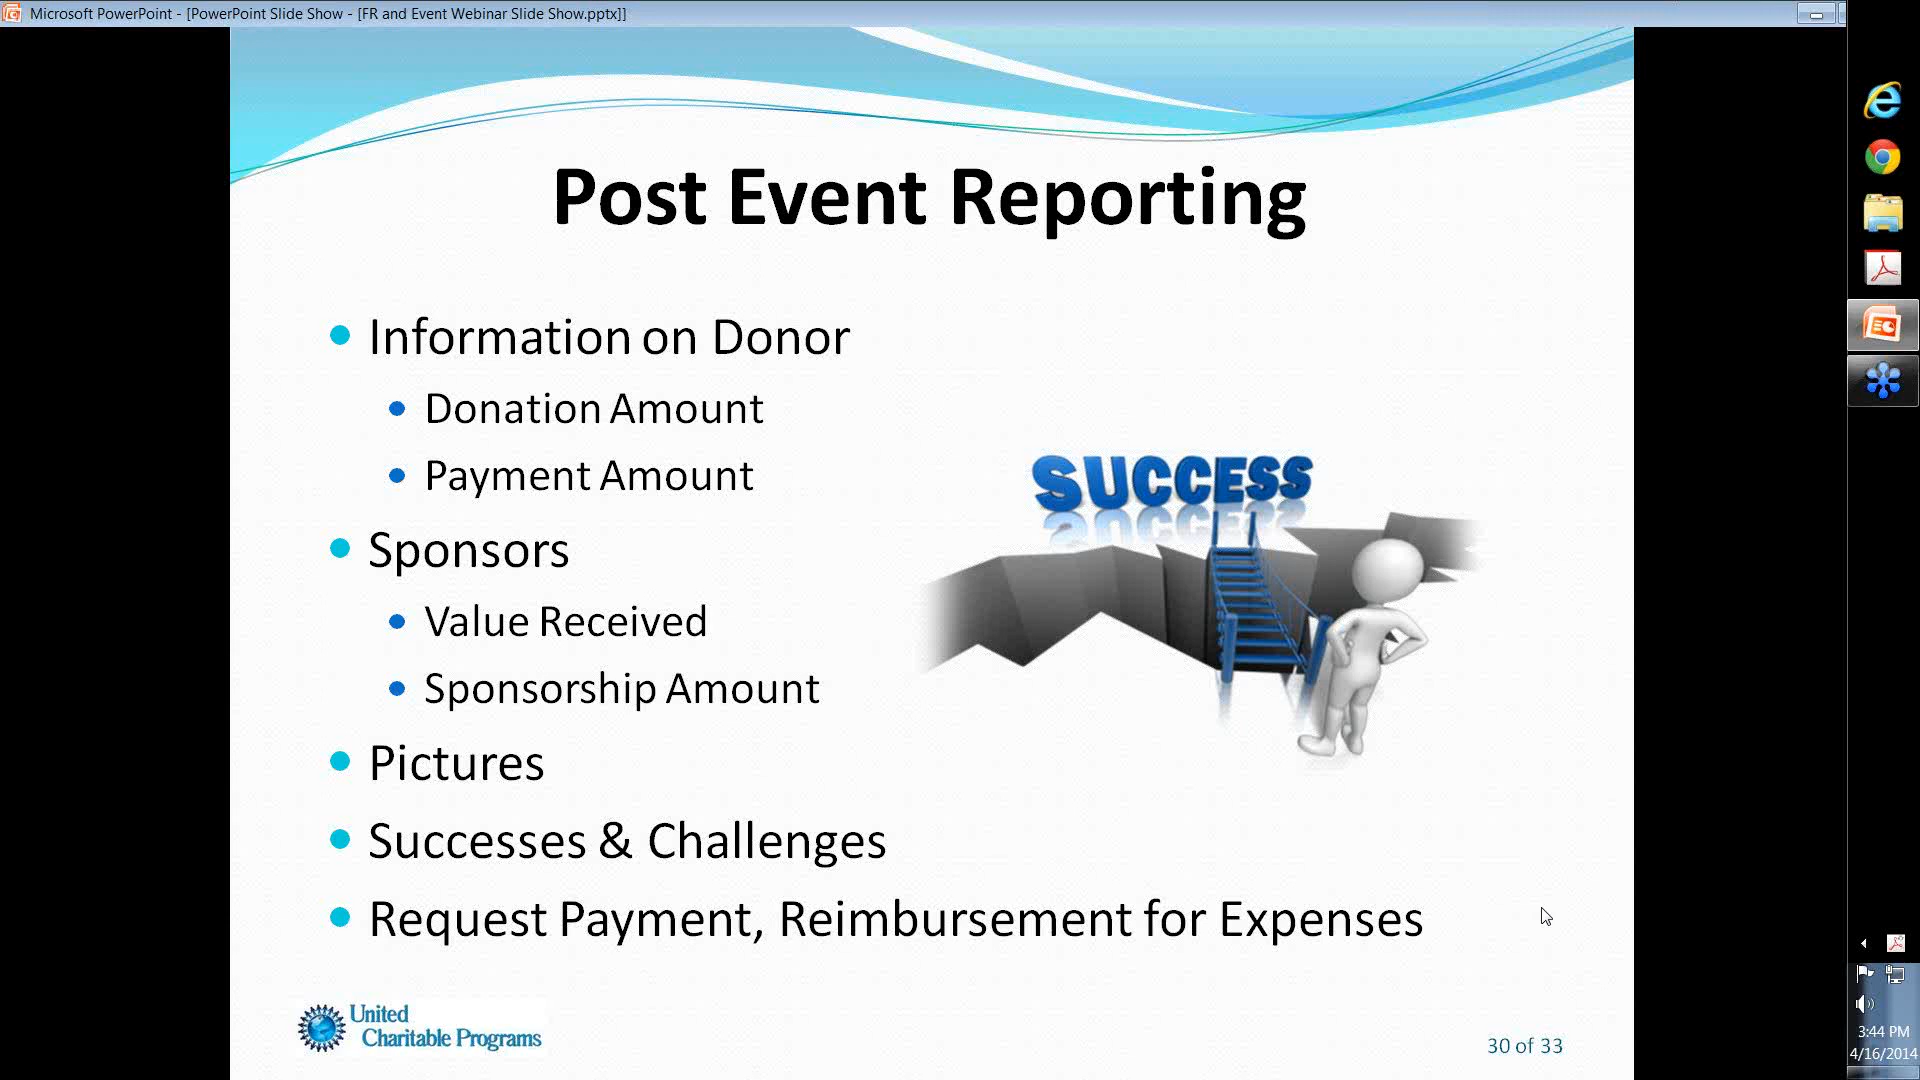 Microsoft PowerPoint - [PowerPoint Slide Show - [FR and Event Webinar Slide Show.pptx]]
Post Event Reporting
Information on Donor
Donation Amount
Payment Amount
Sponsors
Value Received
Sponsorship Amount
Pictures
Successes & Challenges
Request Payment, Reimbursement for Expenses
SUCCESS
United
Charitable Programs
30 of 33
3:44 PM
4/16/2014